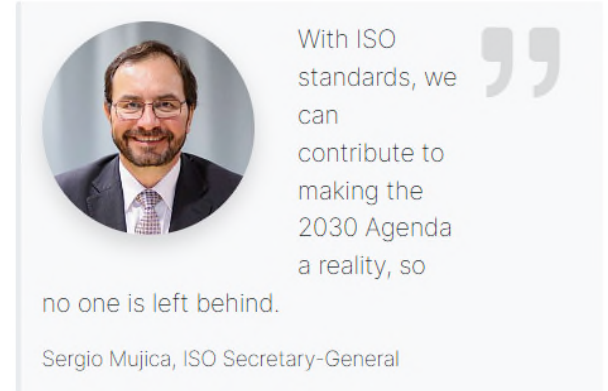 With ISO
standards, we
can
contribute to
making the
2030 Agenda
a reality, so
no one is left behind.
Sergio Mujica, ISO Secretary-General